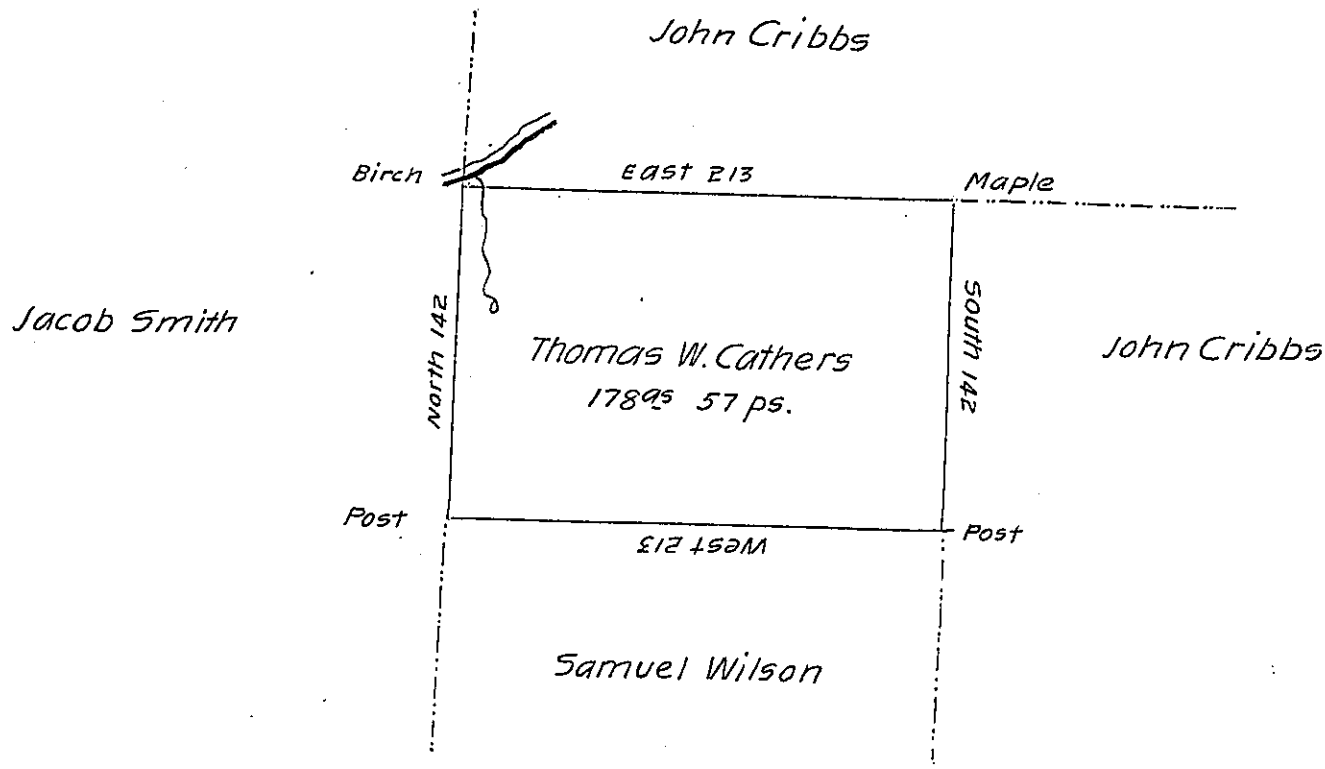 John Cribbs
Birch
East 213
Maple
Jacob Smith
North 142
South 142
John Cribbs
Thomas W. Cathers
178as 57 ps.
Post
West 213
Post
Samuel Wilson